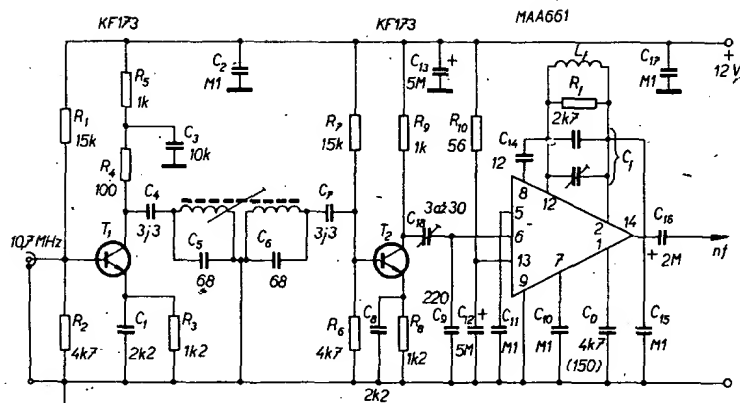 KF173
KF173
MAA661
R5
1k
C2
M1
C13
5M
+
Lf
C17
M1
12 V
R1
15k
C3
10k
R7
15k
R9
1k
R10
56
Rf
2k7
R4
100
C14
12
Cf
C4
3j3
C7
3j3
8
12
10,7 MHz
T1
C5
68
C6
68
T2
C18
3až30
5
6
13
9
7
2
1
14
C16
+
2M
nf
R2
4k7
C1
2k2
R3
1k2
R6
4k7
C8
2k2
R8
1k2
220
C9
C12
+
5M
C11
M1
C10
M1
CD
4k7
(150)
C15
M1